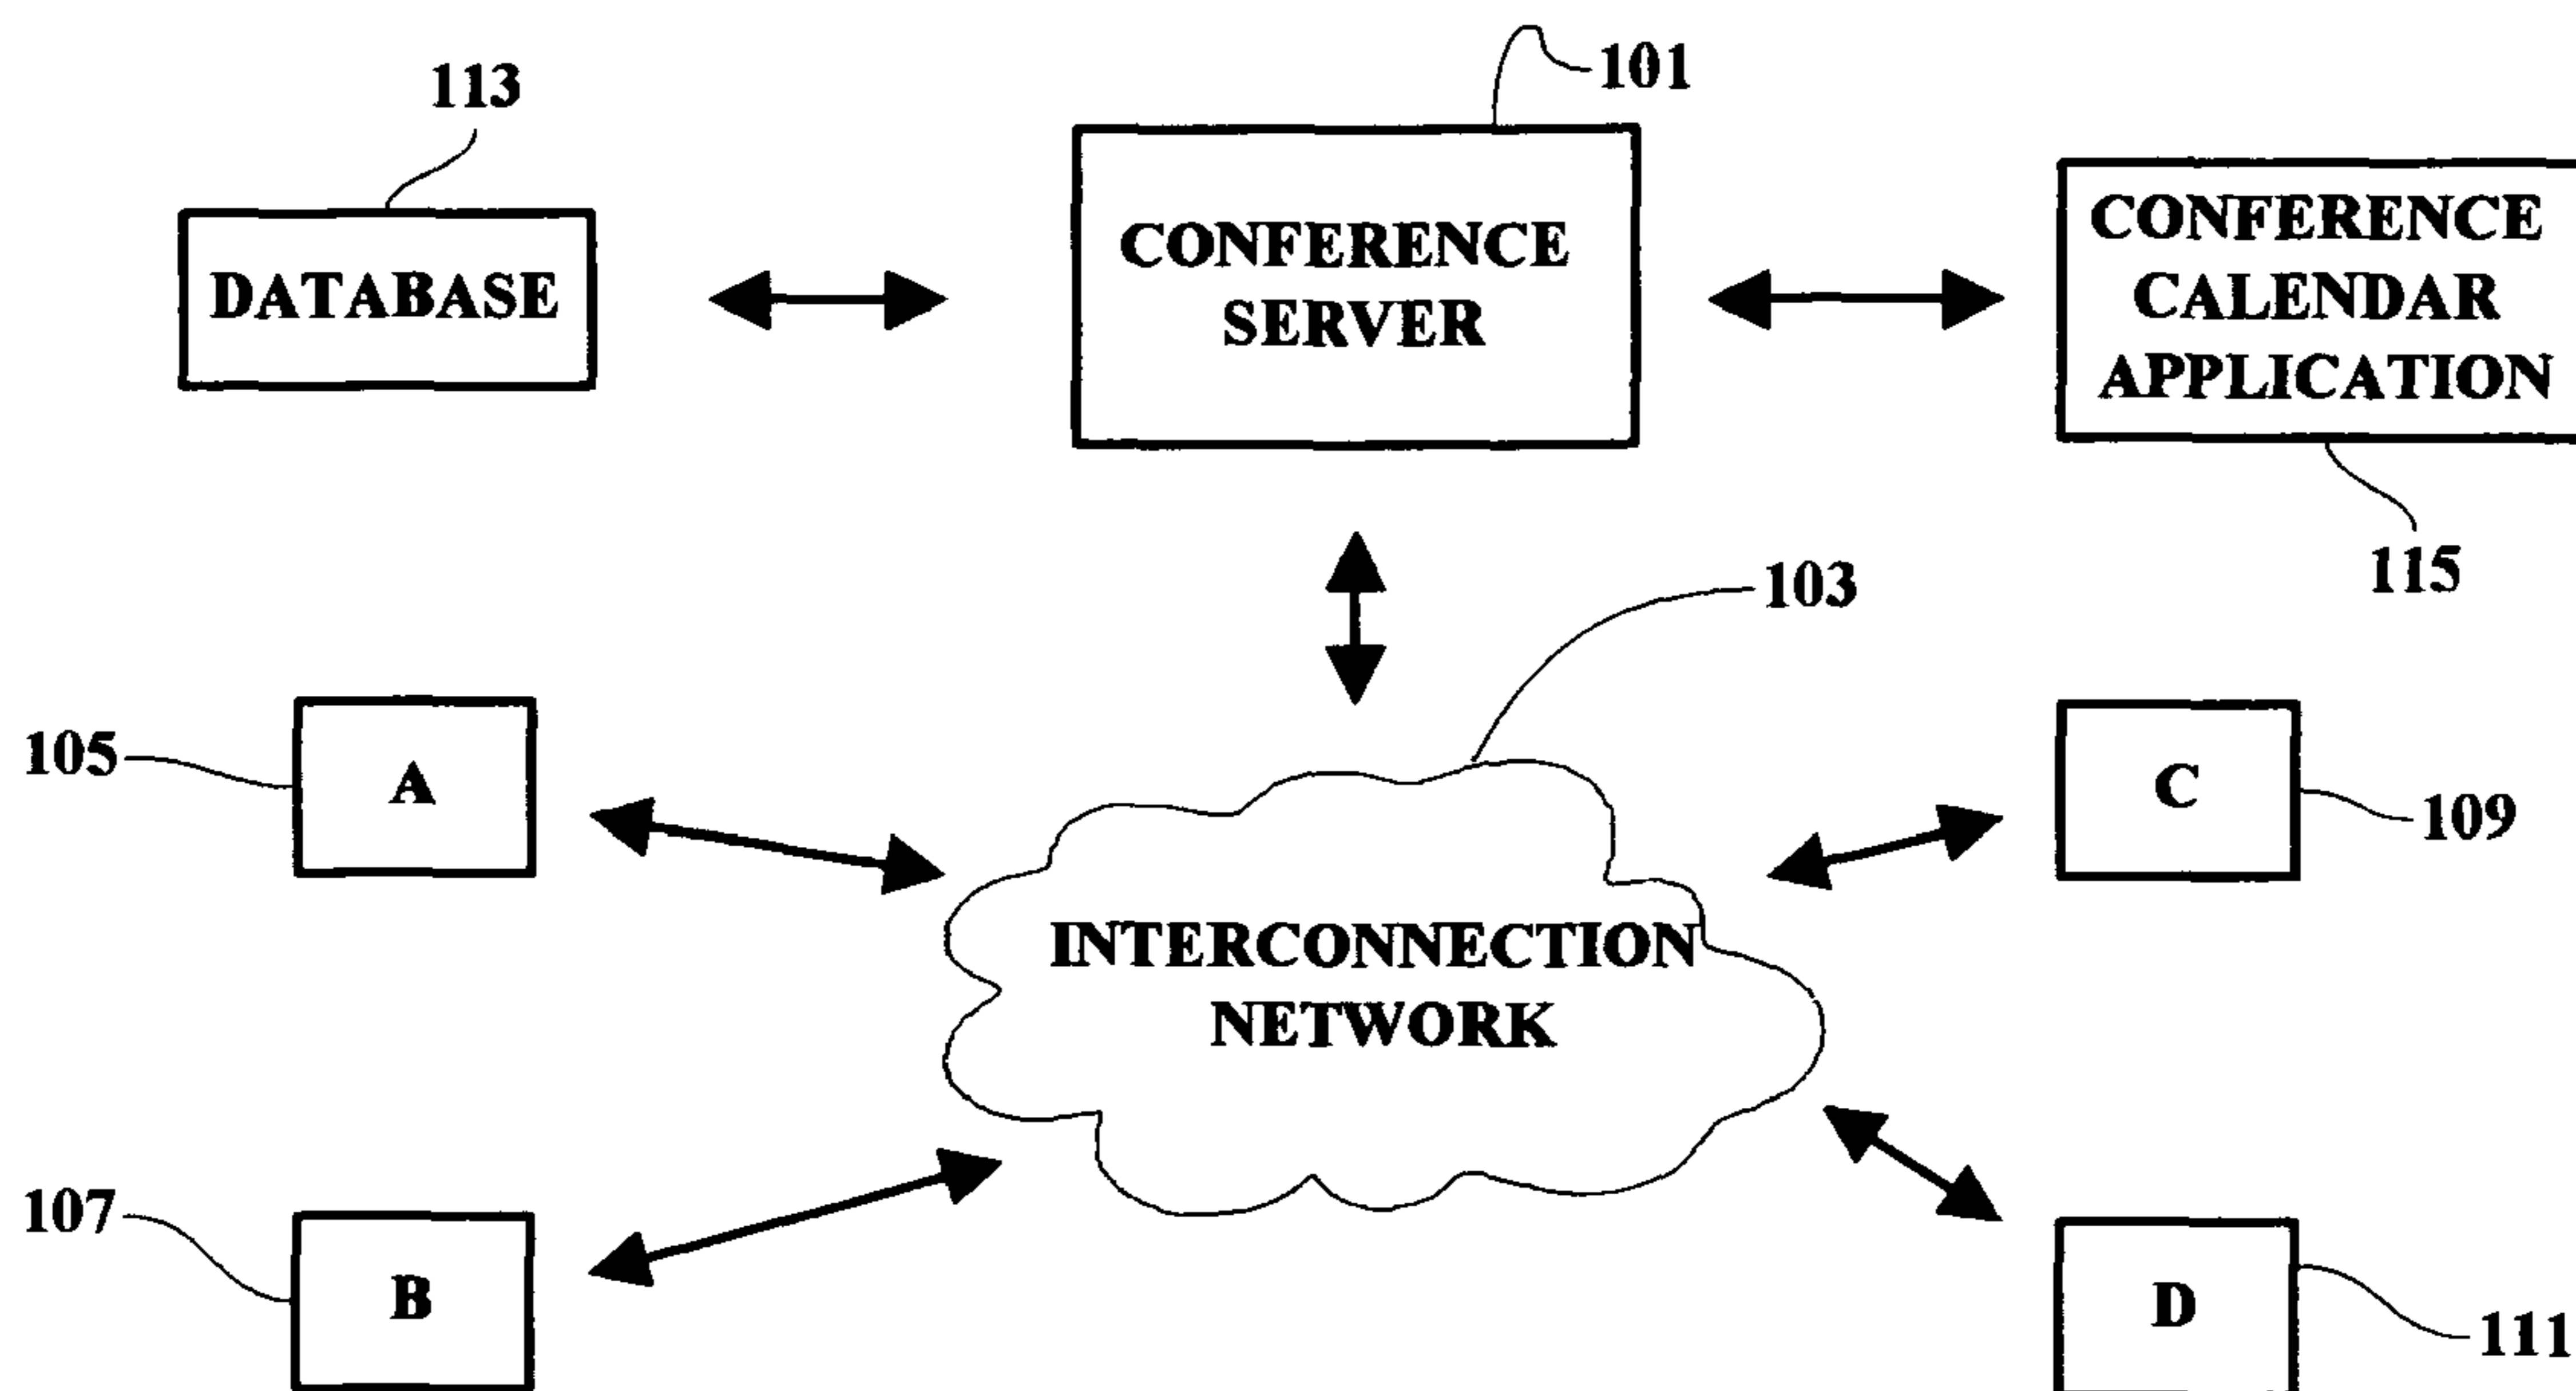 101
113
DATABASE
CONFERENCE
SERVER
CONFERENCE
CALENDAR
APPLICATION
115
103
105
A
C
109
INTERCONNECTION
NETWORK
107
B
D
111